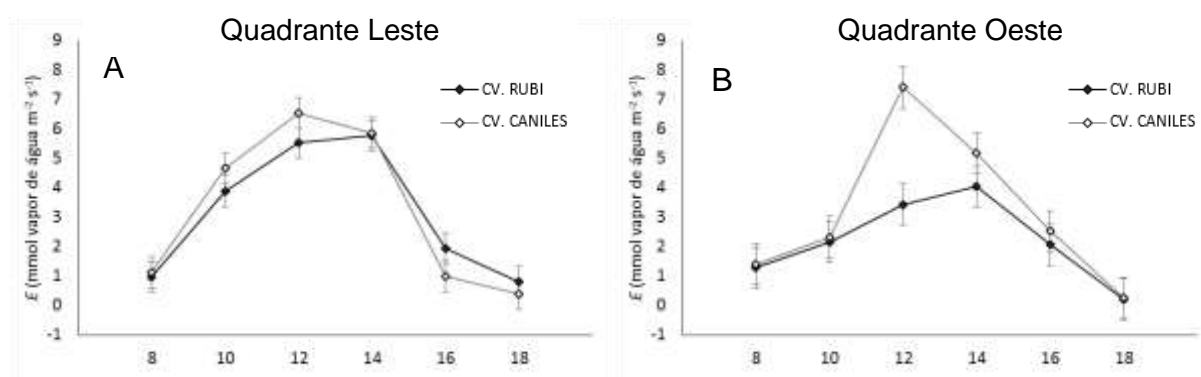 Quadrante Leste
A
E (mmol vapor de água m-2 s-1)
9
8
7
6
5
4
3
2
1
0
-1
8 10 12 14 16 18
CV. RUBI
CV. CANILES
Quadrante Oeste
B
E (mmol vapor de água m-2 s-1)
9
8
7
6
5
4
3
2
1
0
-1
8 10 12 14 16 18
CV. RUBI
CV. CANILES